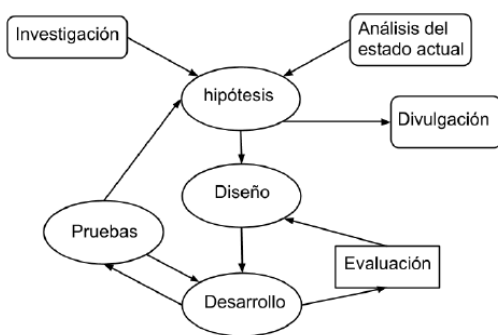 Investigación
Análisis del
estado actual
hipótesis
Divulgación
Diseño
Pruebas
Evaluación
Desarrollo